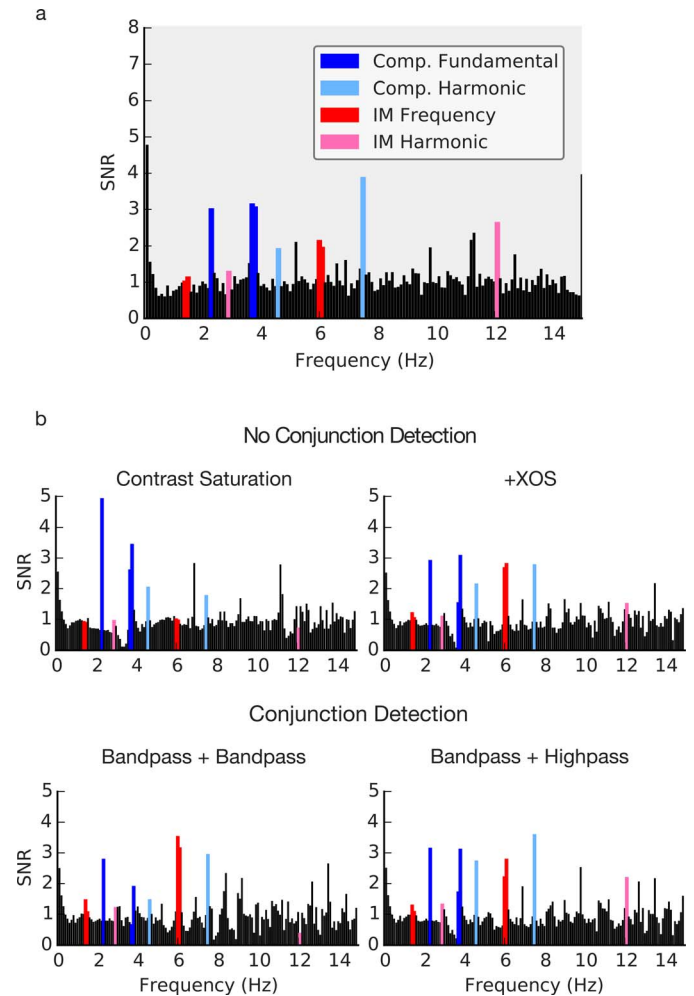 a
8
7
6
5
4
3
2
1
0
SNR
Comp. Fundamental
Comp. Harmonic
IM Frequency
IM Harmonic
0 2 4 6 8 10 12 14
Frequency (Hz)
b
No Conjunction Detection
Contrast Saturation
5
4
3
2
1
0
SNR
0 2 4 6 8 10 12 14
+XOS
5
4
3
2
1
0
0 2 4 6 8 10 12 14
Conjunction Detection
Bandpass + Bandpass
5
4
3
2
1
0
SNR
0 2 4 6 8 10 12 14
Frequency (Hz)
Bandpass + Highpass
5
4
3
2
1
0
0 2 4 6 8 10 12 14
Frequency (Hz)